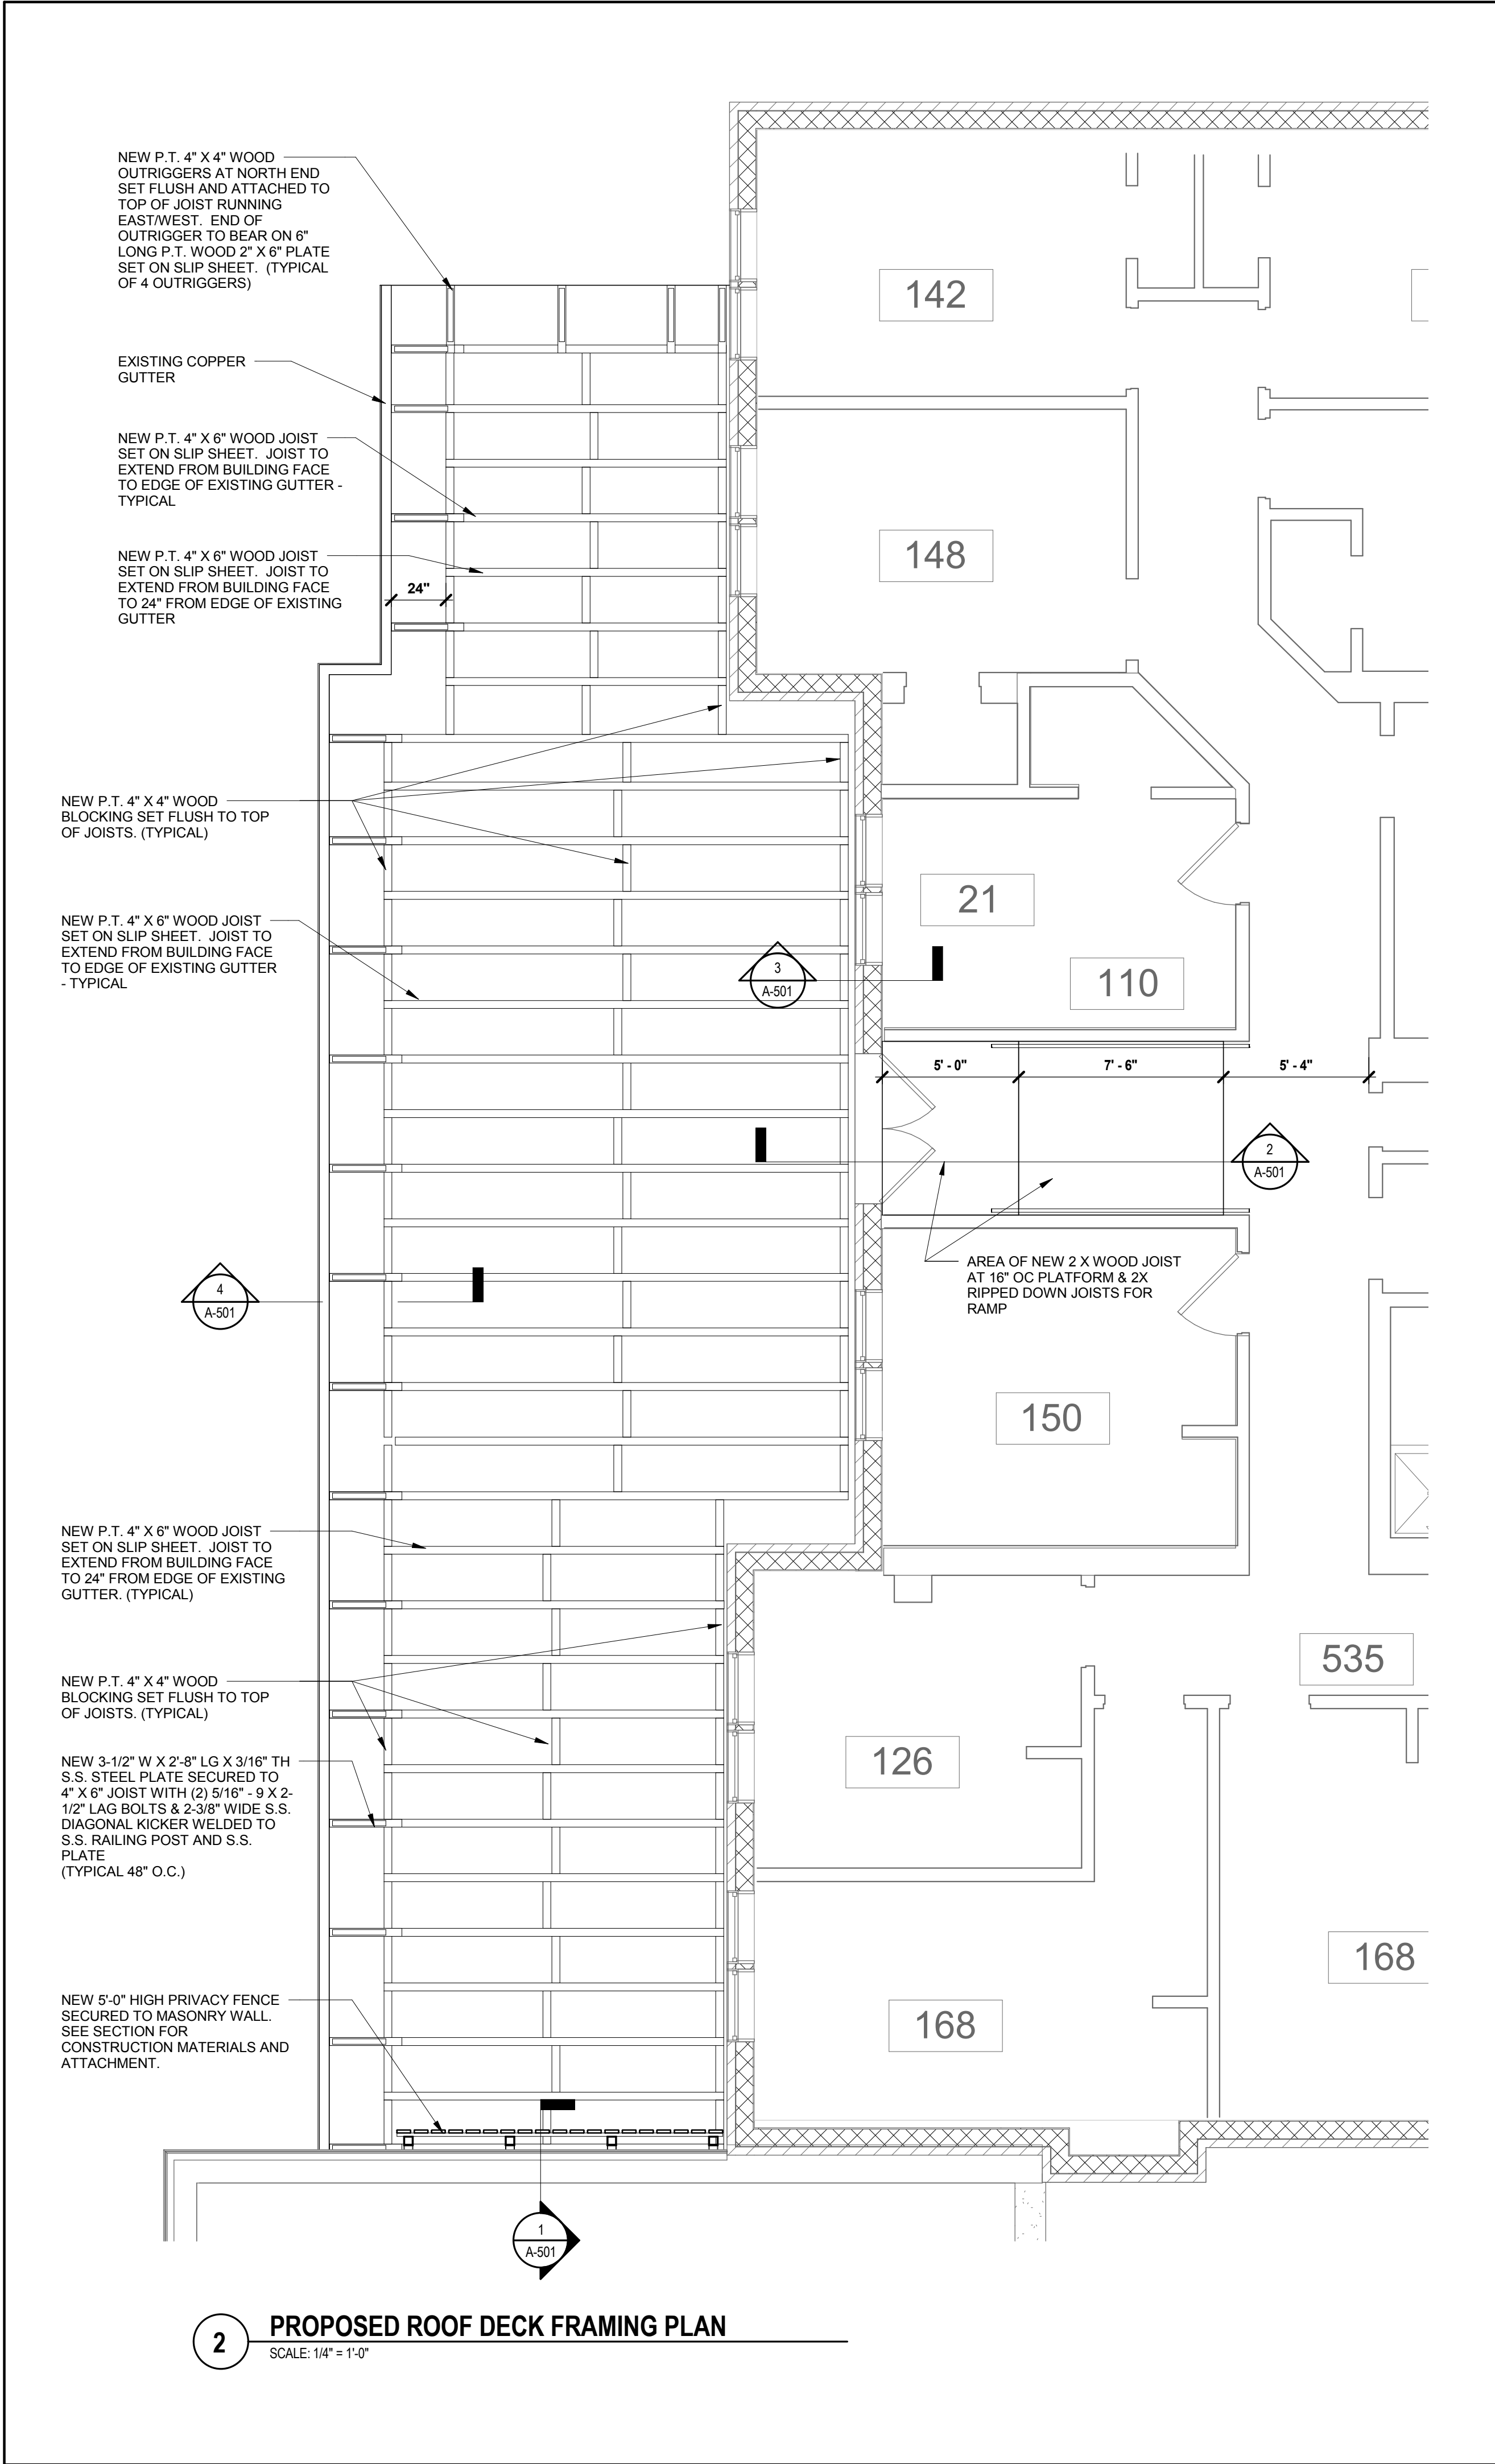 NEW P.T. 4" X 4" WOOD
OUTRIGGERS AT NORTH END
SET FLUSH AND ATTACHED TO
TOP OF JOIST RUNNING
EAST/WEST. END OF
OUTRIGGER TO BEAR ON 6"
LONG P.T. WOOD 2" X 6" PLATE
SET ON SLIP SHEET. (TYPICAL
OF 4 OUTRIGGERS)
142
EXISTING COPPER
GUTTER
NEW P.T. 4" X 6" WOOD JOIST
SET ON SLIP SHEET. JOIST TO
EXTEND FROM BUILDING FACE
TO EDGE OF EXISTING GUTTER -
TYPICAL
NEW P.T. 4" X 6" WOOD JOIST
SET ON SLIP SHEET. JOIST TO
EXTEND FROM BUILDING FACE
TO 24" FROM EDGE OF EXISTING
GUTTER
24"
148
NEW P.T. 4" X 4" WOOD
BLOCKING SET FLUSH TO TOP
OF JOISTS. (TYPICAL)
21
NEW P.T. 4" X 6" WOOD JOIST
SET ON SLIP SHEET. JOIST TO
EXTEND FROM BUILDING FACE
TO EDGE OF EXISTING GUTTER
- TYPICAL
3
A-501
110
5' - 0"
7' - 6"
5' - 4"
2
A-501
4
A-501
AREA OF NEW 2 X WOOD JOIST
AT 16" OC PLATFORM & 2X
RIPPED DOWN JOISTS FOR
RAMP
150
NEW P.T. 4" X 6" WOOD JOIST
SET ON SLIP SHEET. JOIST TO
EXTEND FROM BUILDING FACE
TO 24" FROM EDGE OF EXISTING
GUTTER. (TYPICAL)
535
NEW P.T. 4" X 4" WOOD
BLOCKING SET FLUSH TO TOP
OF JOISTS. (TYPICAL)
126
NEW 3-1/2" W X 2'-8" LG X 3/16" TH
S.S. STEEL PLATE SECURED TO
4" X 6" JOIST WITH (2) 5/16" - 9 X 2-
1/2" LAG BOLTS & 2-3/8" WIDE S.S.
DIAGONAL KICKER WELDED TO
S.S. RAILING POST AND S.S.
PLATE
(TYPICAL 48" O.C.)
168
NEW 5'-0" HIGH PRIVACY FENCE
SECURED TO MASONRY WALL.
SEE SECTION FOR
CONSTRUCTION MATERIALS AND
ATTACHMENT.
168
1
A-501
2
PROPOSED ROOF DECK FRAMING PLAN
SCALE: 1/4" = 1'-0"